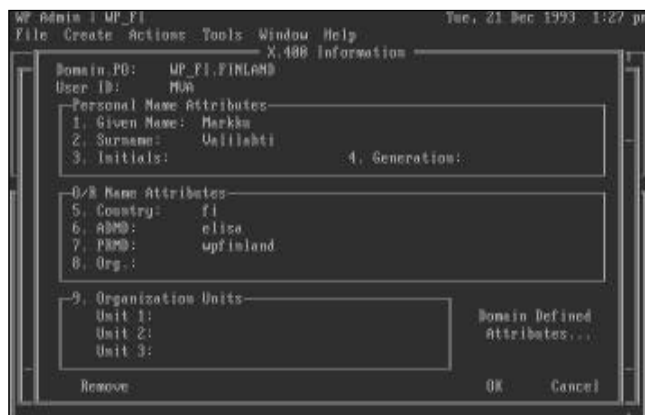 WP Admin | WP_FI Tue, 21 Dec 1993 1:27 pm
File Create Actions Tools Window Help
X.400 Information
Domain.PO: WP_FI.FINLAND
User ID: MVA
Personal Name Attributes
1. Given Name: Markku
2. Surname: Valilahti
3. Initials: 4. Generation:
O/R Name Attributes
5. Country: fi
6. ADMD: elisa
7. PRMD: wpfinland
8. Org.:
9. Organization Units
Unit 1:
Unit 2:
Unit 3:
Domain Defined
Attributes...
Remove OK Cancel